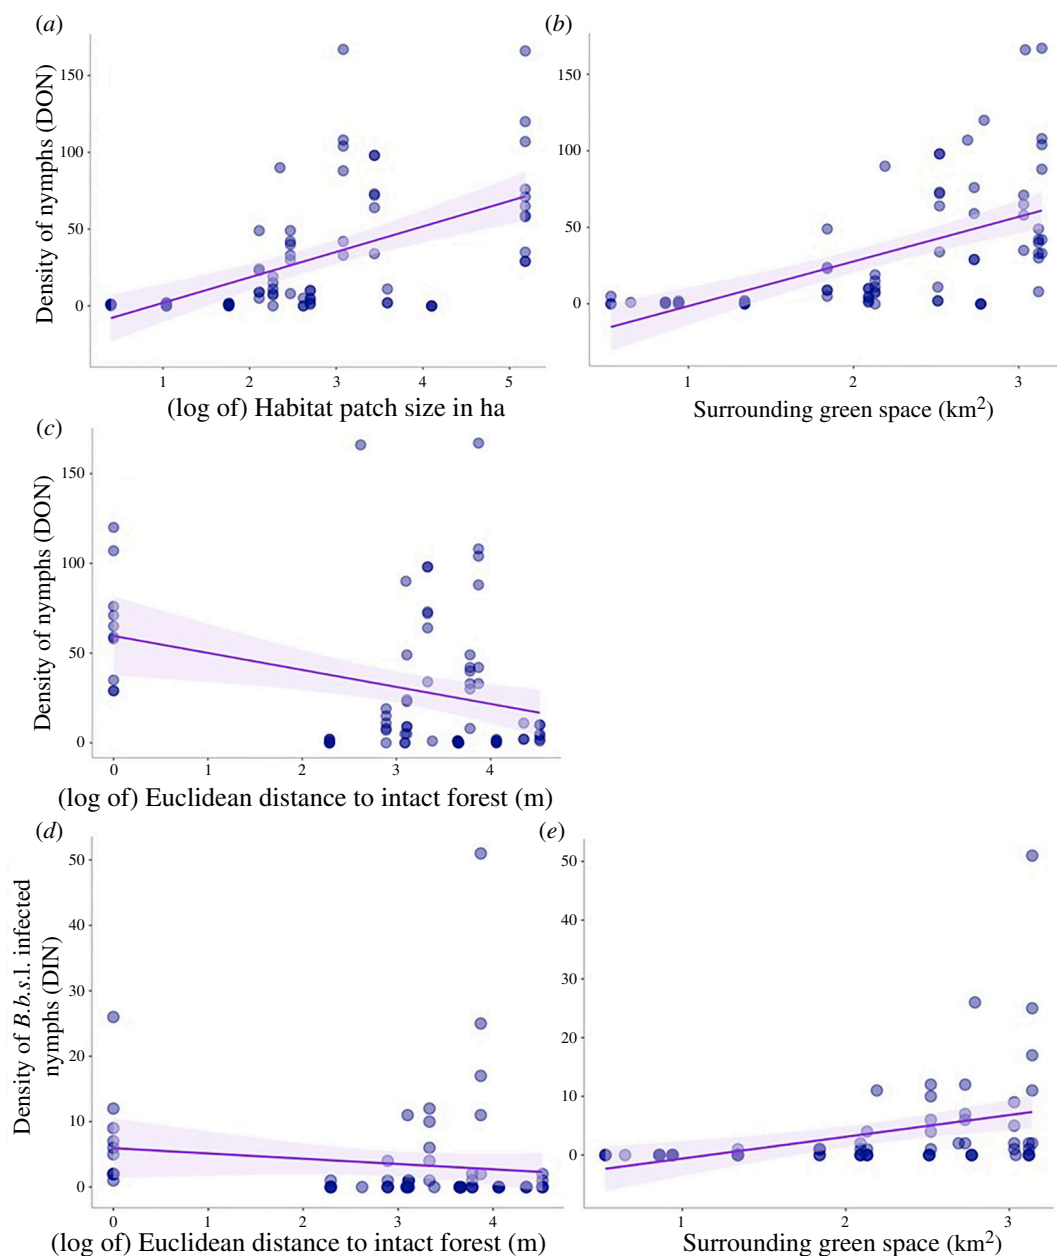 (a)
Density of nymphs (DON)
150
100
50
0
1 2 3 4 5
(log of) Habitat patch size in ha
(b)
150
100
50
0
1 2 3
Surrounding green space (km²)
(c)
Density of nymphs (DON)
150
100
50
0
0 1 2 3 4
(log of) Euclidean distance to intact forest (m)
(d)
Density of B.b.s.l. infected
nymphs (DIN)
50
40
30
20
10
0
0 1 2 3 4
(log of) Euclidean distance to intact forest (m)
(e)
50
40
30
20
10
0
1 2 3
Surrounding green space (km²)